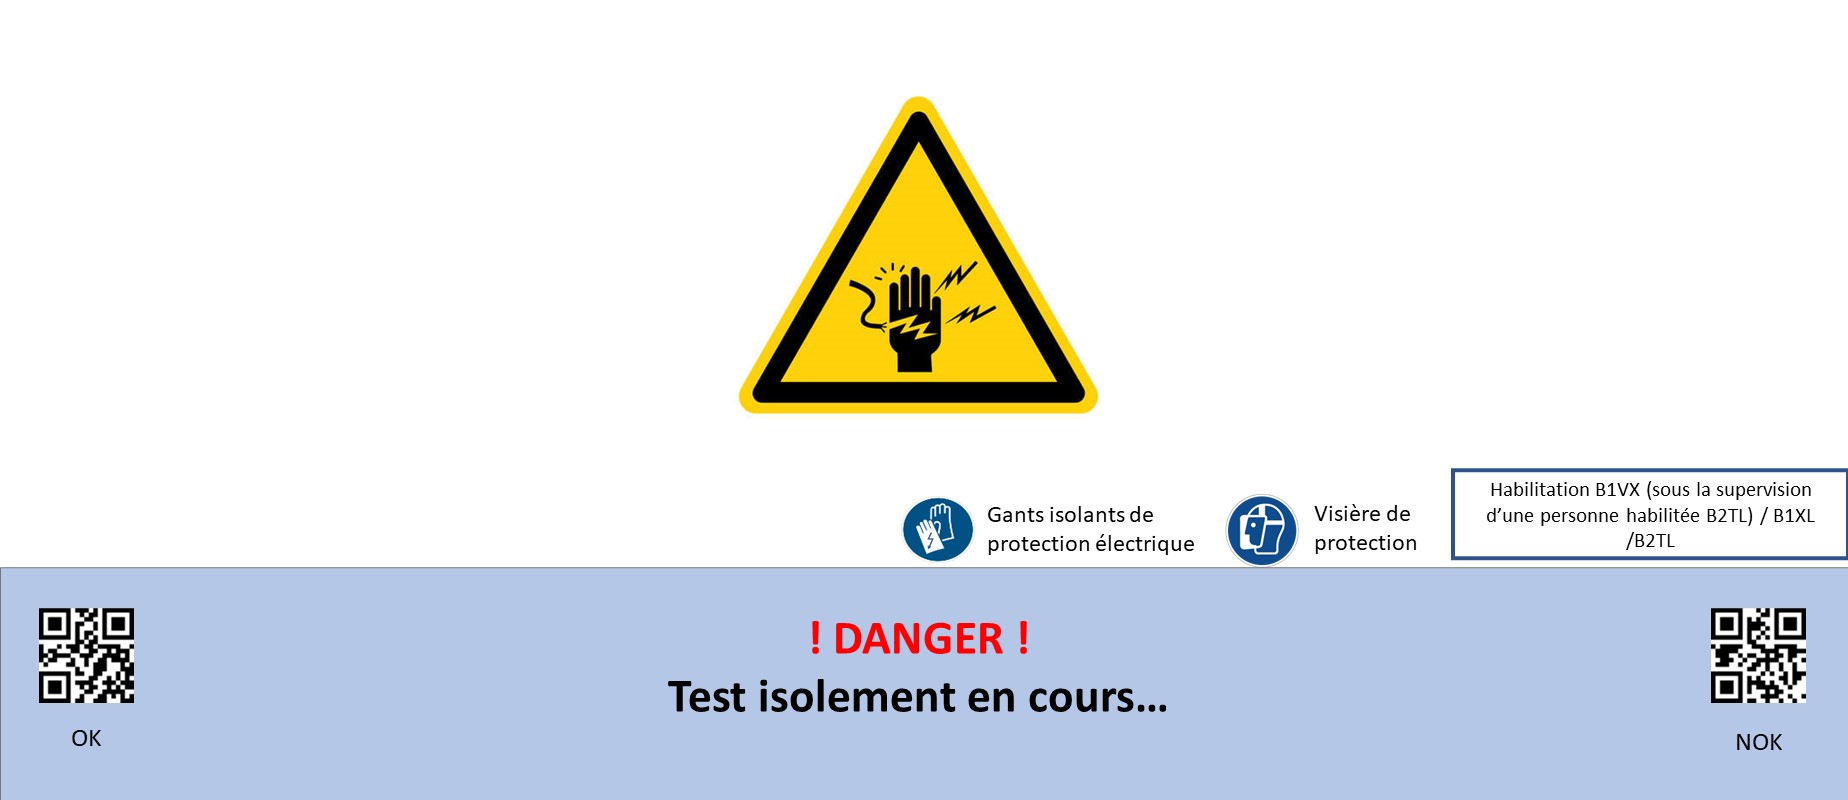 Gants isolants de
protection électrique
Visière de
protection
Habilitation B1VX (sous la supervision
d’une personne habilitée B2TL) / B1XL
/B2TL
! DANGER !
Test isolement en cours…
OK
NOK